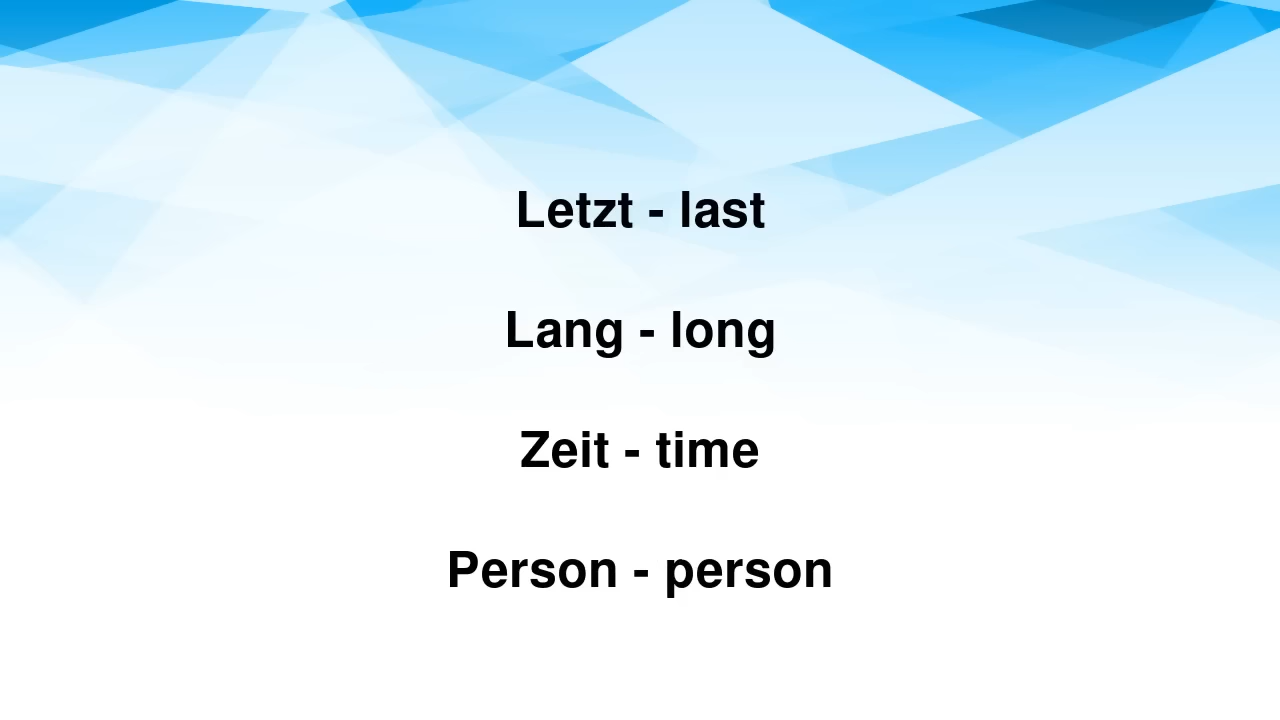 Letzt - last
Lang - long
Zeit - time
Person - person